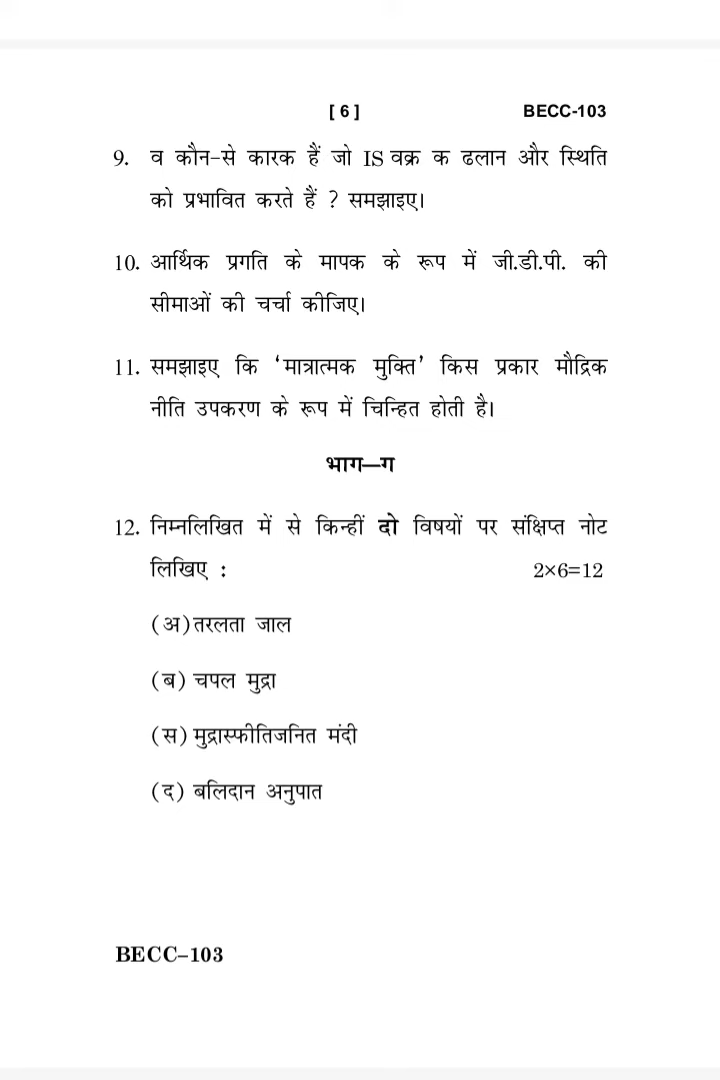 [ 6 ] BECC-103
9. व कौन-से कारक हैं जो IS वक्र क ढलान और स्थिति
को प्रभावित करते हैं ? समझाइए।
10. आर्थिक प्रगति के मापक के रूप में जी.डी.पी. की
सीमाओं की चर्चा कीजिए।
11. समझाइए कि ‘मात्रात्मक मुक्ति’ किस प्रकार मौद्रिक
नीति उपकरण के रूप में चिन्हित होती है।
भाग—ग
12. निम्नलिखित में से किन्हीं दो विषयों पर संक्षिप्त नोट
लिखिए : 2×6=12
(अ) तरलता जाल
(ब) चपल मुद्रा
(स) मुद्रास्फीतिजनित मंदी
(द) बलिदान अनुपात
BECC–103